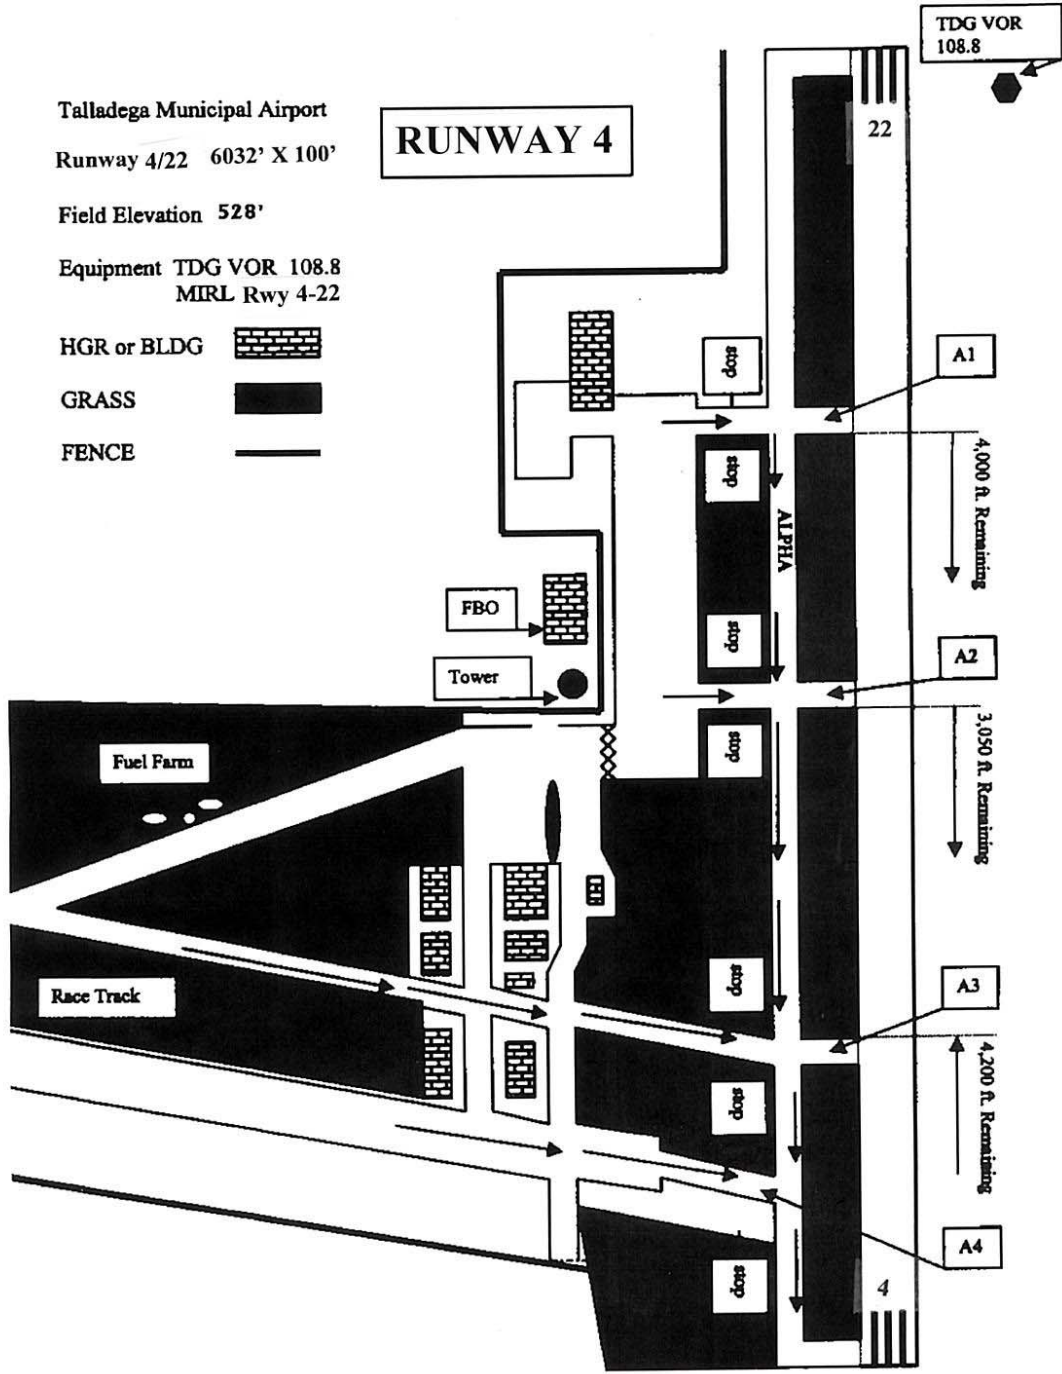 TDG VOR
108.8
Talladega Municipal Airport
Runway 4/22 6032' X 100'
RUNWAY 4
Field Elevation 528'
Equipment TDG VOR 108.8
MIRL Rwy 4-22
HGR or BLDG
GRASS
FENCE
22
A1
stop
stop
4,000 ft. Remaining
ALPHA
FBO
stop
A2
Tower
stop
3,050 ft. Remaining
Fuel Farm
stop
A3
Race Track
stop
4,200 ft. Remaining
A4
stop
4